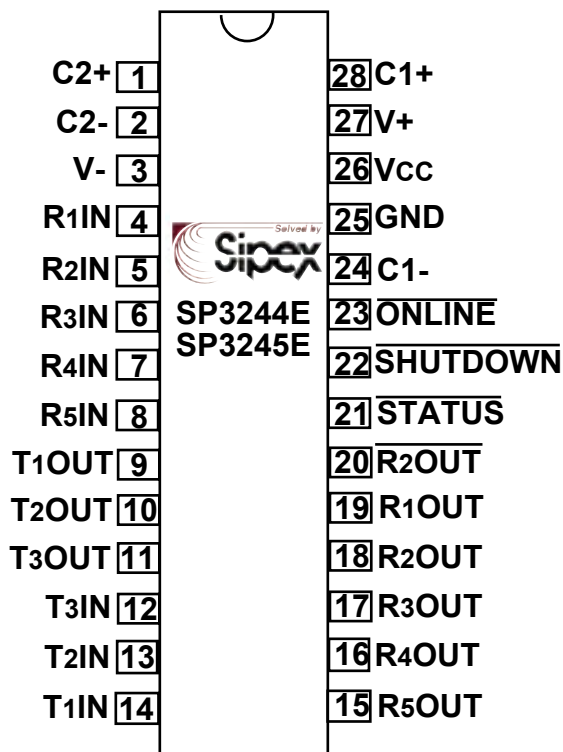 C2+ 1
C2- 2
V- 3
R1IN 4
R2IN 5
R3IN 6
R4IN 7
R5IN 8
T1OUT 9
T2OUT 10
T3OUT 11
T3IN 12
T2IN 13
T1IN 14
Solved by
Sipex
SP3244E
SP3245E
28 C1+
27 V+
26 VCC
25 GND
24 C1-
23 ONLINE
22 SHUTDOWN
21 STATUS
20 R2OUT
19 R1OUT
18 R2OUT
17 R3OUT
16 R4OUT
15 R5OUT